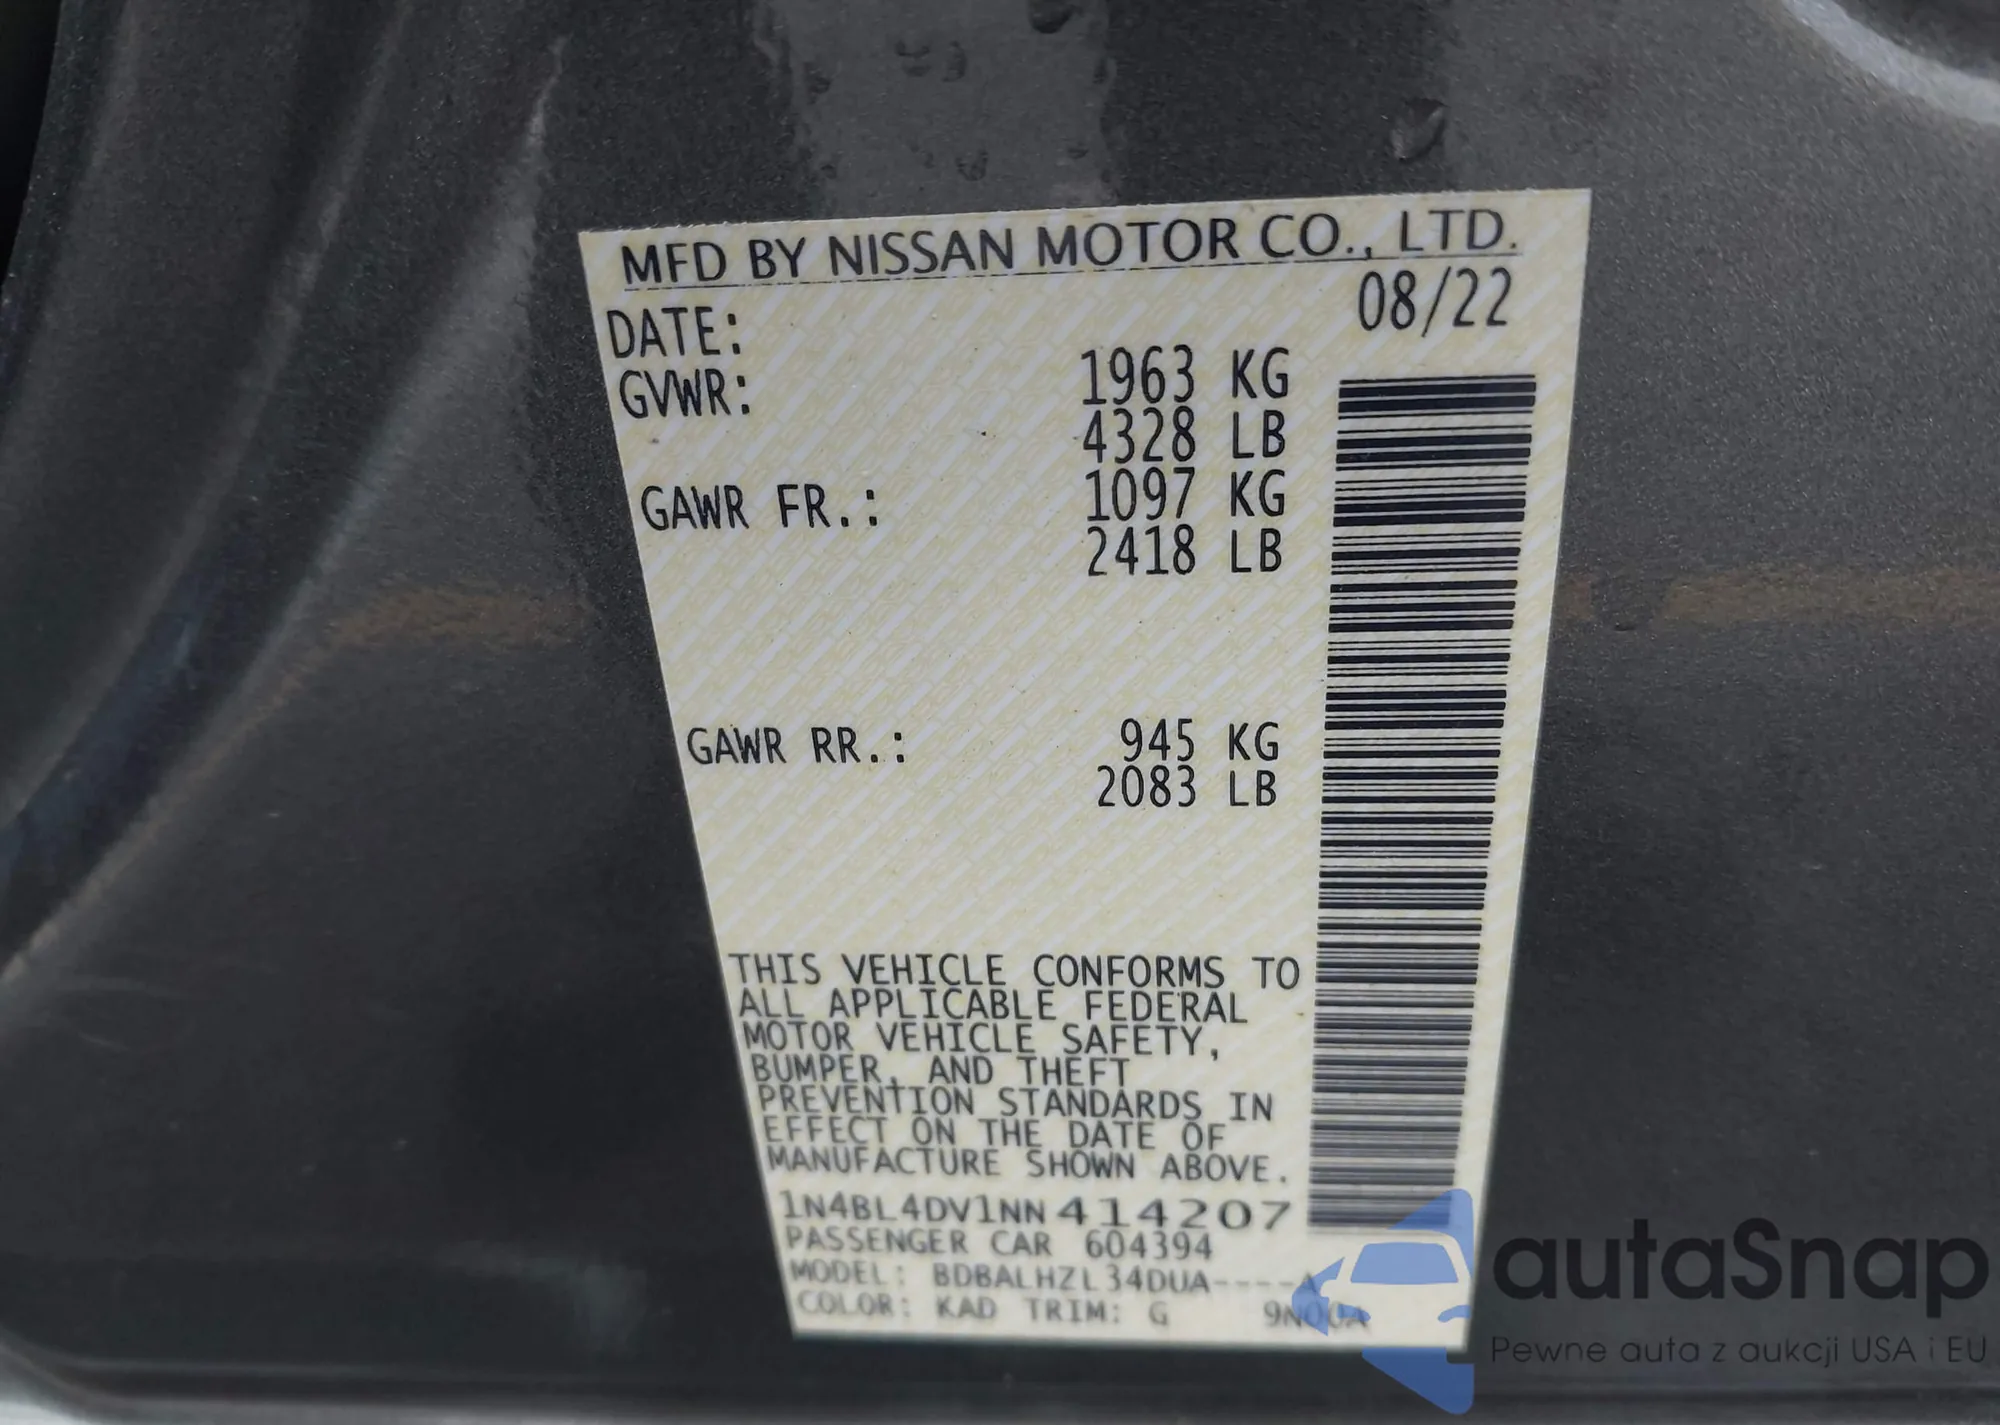 MFD BY NISSAN MOTOR CO., LTD.
DATE: 08/22
GVWR: 1963 KG
4328 LB
GAWR FR.: 1097 KG
2418 LB
GAWR RR.: 945 KG
2083 LB
THIS VEHICLE CONFORMS TO
ALL APPLICABLE FEDERAL
MOTOR VEHICLE SAFETY,
BUMPER, AND THEFT
PREVENTION STANDARDS IN
EFFECT ON THE DATE OF
MANUFACTURE SHOWN ABOVE.
1N4BL4DV1NN414207
PASSENGER CAR 604394
MODEL: BDBALHZL34DUA----A
COLOR: KAD TRIM: G 9N00A
autaSnap
Pewne auta z aukcji USA i EU